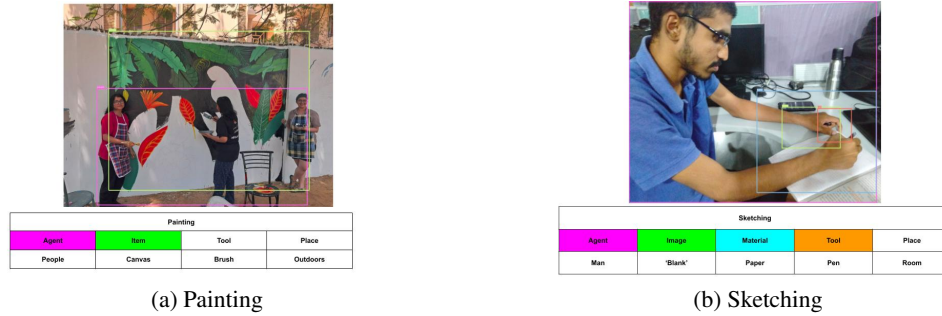 Painting
Agent Item Tool Place
People Canvas Brush Outdoors
(a) Painting
Sketching
Agent Image Material Tool Place
Man 'Blank' Paper Pen Room
(b) Sketching